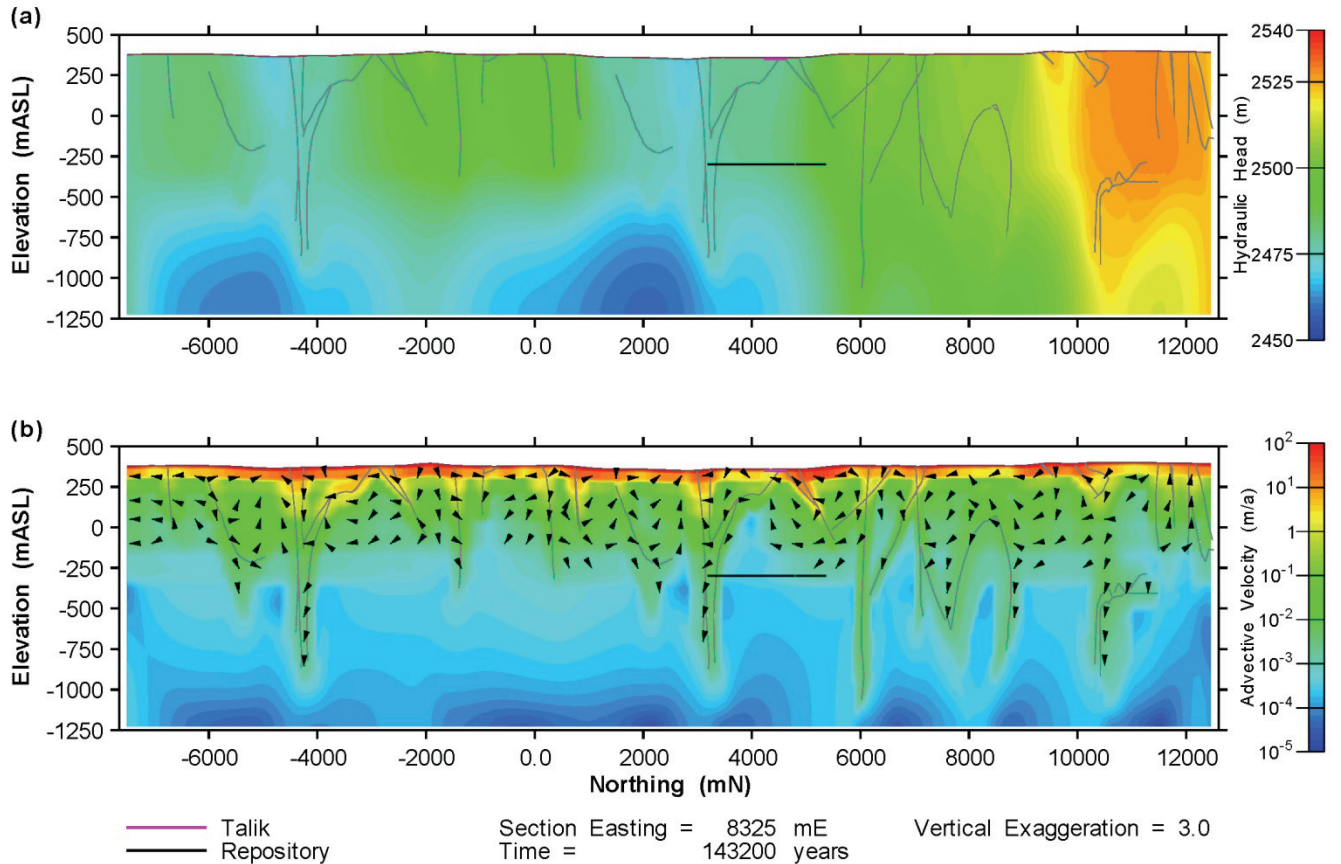 (a)
500
250
0
-250
-500
-750
-1000
-1250
Elevation (mASL)
-6000 -4000 -2000 0.0 2000 4000 6000 8000 10000 12000
Hydraulic Head (m)
2540
2525
2500
2475
2450
(b)
500
250
0
-250
-500
-750
-1000
-1250
Elevation (mASL)
-6000 -4000 -2000 0.0 2000 4000 6000 8000 10000 12000
Northing (mN)
Advective Velocity (m/a)
10²
10¹
1
10⁻¹
10⁻²
10⁻³
10⁻⁴
10⁻⁵
Talik Section Easting = 8325 mE Vertical Exaggeration = 3.0
Repository Time = 143200 years